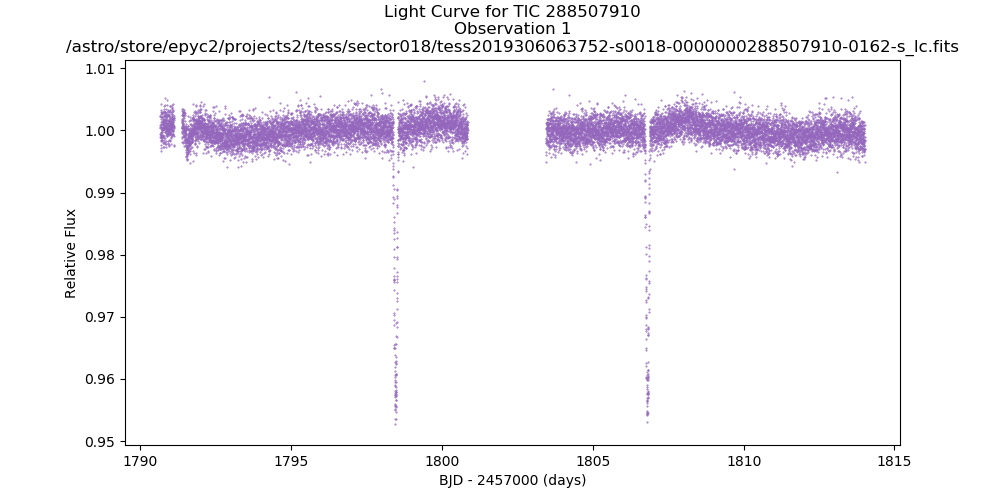 Light Curve for TIC 288507910
Observation 1
/astro/store/epyc2/projects2/tess/sector018/tess2019306063752-s0018-0000000288507910-0162-s_lc.fits
1.01
1.00
0.99
0.98
0.97
0.96
0.95
Relative Flux
1790
1795
1800
1805
1810
1815
BJD - 2457000 (days)